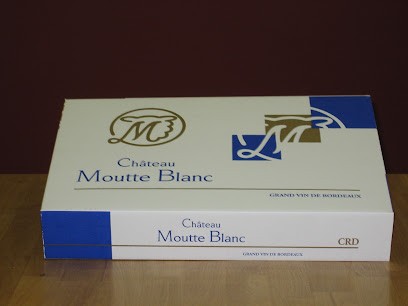 M
M
Château
Moutte Blanc
GRAND VIN DE BORDEAUX
Château
Moutte Blanc
CRD
GRAND VIN DE BORDEAUX